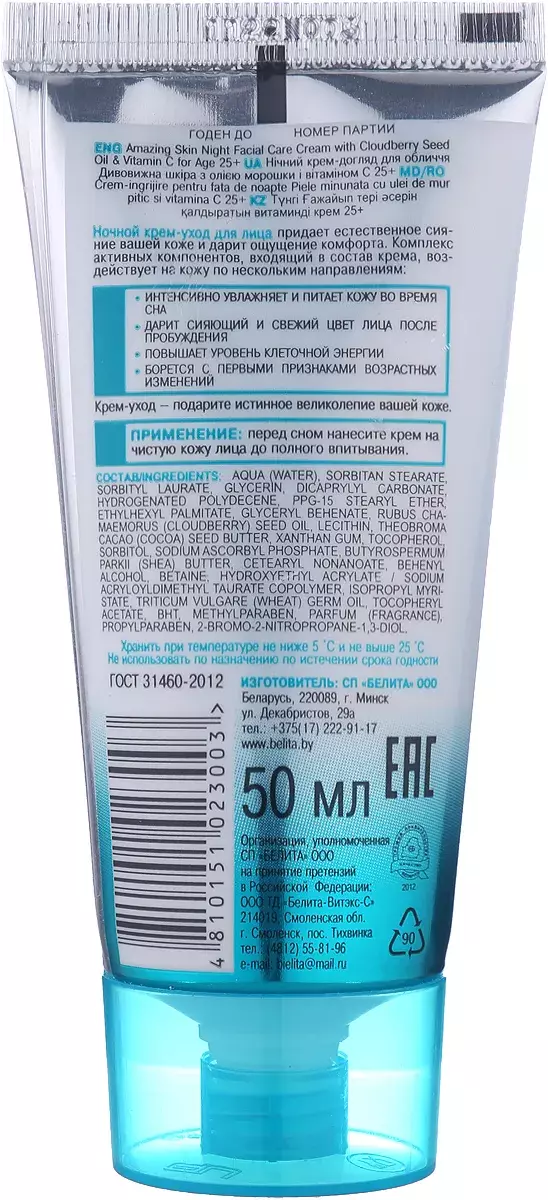 ГОДЕН ДО НОМЕР ПАРТИИ
ENG Amazing Skin Night Facial Care Cream with Cloudberry Seed
Oil & Vitamin C for Age 25+ UA Нічний крем-догляд для обличчя
Дивовижна шкіра з олією морошки і вітаміном С 25+ MD/RO
Crem-ingrijire pentru fata de noapte Piele minunata cu ulei de mur
pitic si vitamina C 25+ KZ Түнгі Ғажайып тері әсерін
қалдыратын витаминді крем 25+
Ночной крем-уход для лица придает естественное сия-
ние вашей коже и дарит ощущение комфорта. Комплекс
активных компонентов, входящий в состав крема, воз-
действует на кожу по нескольким направлениям:
• ИНТЕНСИВНО УВЛАЖНЯЕТ И ПИТАЕТ КОЖУ ВО ВРЕМЯ
СНА
• ДАРИТ СИЯЮЩИЙ И СВЕЖИЙ ЦВЕТ ЛИЦА ПОСЛЕ
ПРОБУЖДЕНИЯ
• ПОВЫШАЕТ УРОВЕНЬ КЛЕТОЧНОЙ ЭНЕРГИИ
• БОРЕТСЯ С ПЕРВЫМИ ПРИЗНАКАМИ ВОЗРАСТНЫХ
ИЗМЕНЕНИЙ
Крем-уход – подарите истинное великолепие вашей коже.
ПРИМЕНЕНИЕ: перед сном нанесите крем на
чистую кожу лица до полного впитывания.
СОСТАВ/INGREDIENTS: AQUA (WATER), SORBITAN STEARATE,
SORBITYL LAURATE, GLYCERIN, DICAPRYLYL CARBONATE,
HYDROGENATED POLYDECENE, PPG-15 STEARYL ETHER,
ETHYLHEXYL PALMITATE, GLYCERYL BEHENATE, RUBUS CHA-
MAEMORUS (CLOUDBERRY) SEED OIL, LECITHIN, THEOBROMA
CACAO (COCOA) SEED BUTTER, XANTHAN GUM, TOCOPHEROL,
SORBITOL, SODIUM ASCORBYL PHOSPHATE, BUTYROSPERMUM
PARKII (SHEA) BUTTER, CETEARYL NONANOATE, BEHENYL
ALCOHOL, BETAINE, HYDROXYETHYL ACRYLATE / SODIUM
ACRYLOYLDIMETHYL TAURATE COPOLYMER, ISOPROPYL MYRI-
STATE, TRITICUM VULGARE (WHEAT) GERM OIL, TOCOPHERYL
ACETATE, BHT, METHYLPARABEN, PARFUM (FRAGRANCE),
PROPYLPARABEN, 2-BROMO-2-NITROPROPANE-1,3-DIOL.
Хранить при температуре не ниже 5 °С и не выше 25 °С
Не использовать по назначению по истечении срока годности
ГОСТ 31460-2012
ИЗГОТОВИТЕЛЬ: СП «БЕЛИТА» ООО
Беларусь, 220089, г. Минск
ул. Декабристов, 29а
тел.: +375(17) 222-91-17
www.belita.by
50 мл
EAC
Организация, уполномоченная
СП «БЕЛИТА» ООО
на принятие претензий
в Российской Федерации:
ООО ТД «Белита-Витэкс-С»
214019, Смоленская обл.
г. Смоленск, пос. Тихвинка
тел.: (4812) 55-81-96
e-mail: bielita@mail.ru
2012
90
4 810151 023003 >